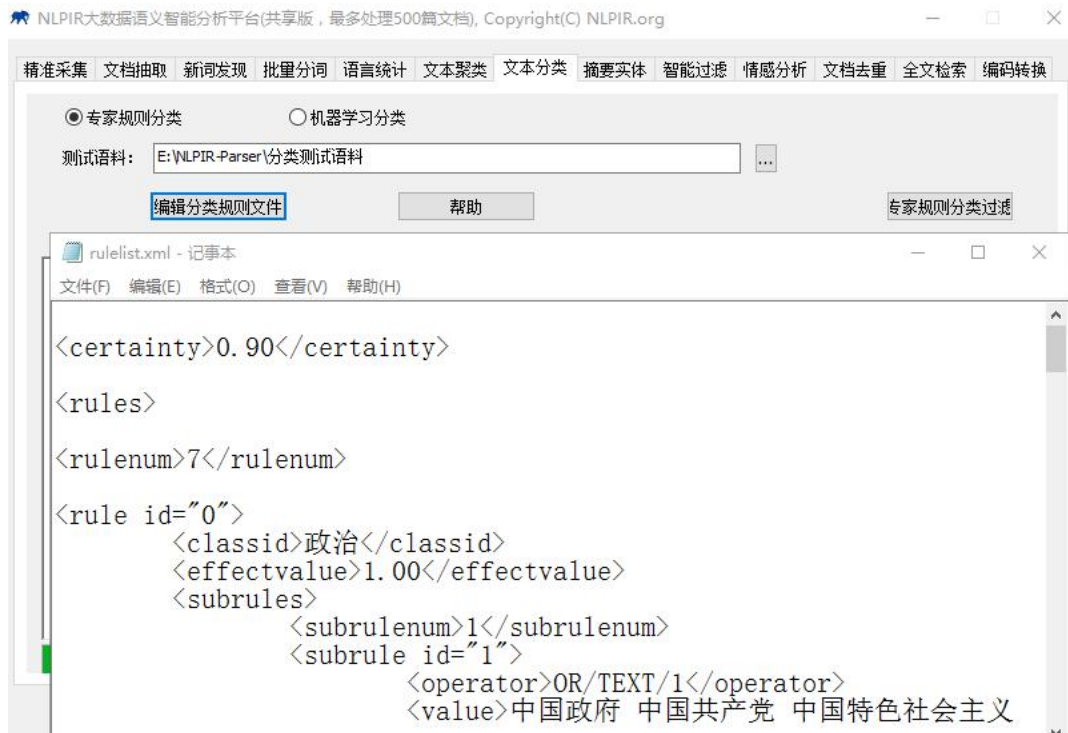 NLPIR大数据语义智能分析平台(共享版，最多处理500篇文档), Copyright(C) NLPIR.org
精准采集 文档抽取 新词发现 批量分词 语言统计 文本聚类 文本分类 摘要实体 智能过滤 情感分析 文档去重 全文检索 编码转换
专家规则分类 机器学习分类
测试语料： E:\NLPIR-Parser\分类测试语料 ...
编辑分类规则文件 帮助 专家规则分类过滤
rulelist.xml - 记事本
文件(F) 编辑(E) 格式(O) 查看(V) 帮助(H)
<certainty>0.90</certainty>
<rules>
<rulenum>7</rulenum>
<rule id="0">
<classid>政治</classid>
<effectvalue>1.00</effectvalue>
<subrules>
<subrulenum>1</subrulenum>
<subrule id="1">
<operator>OR/TEXT/1</operator>
<value>中国政府 中国共产党 中国特色社会主义